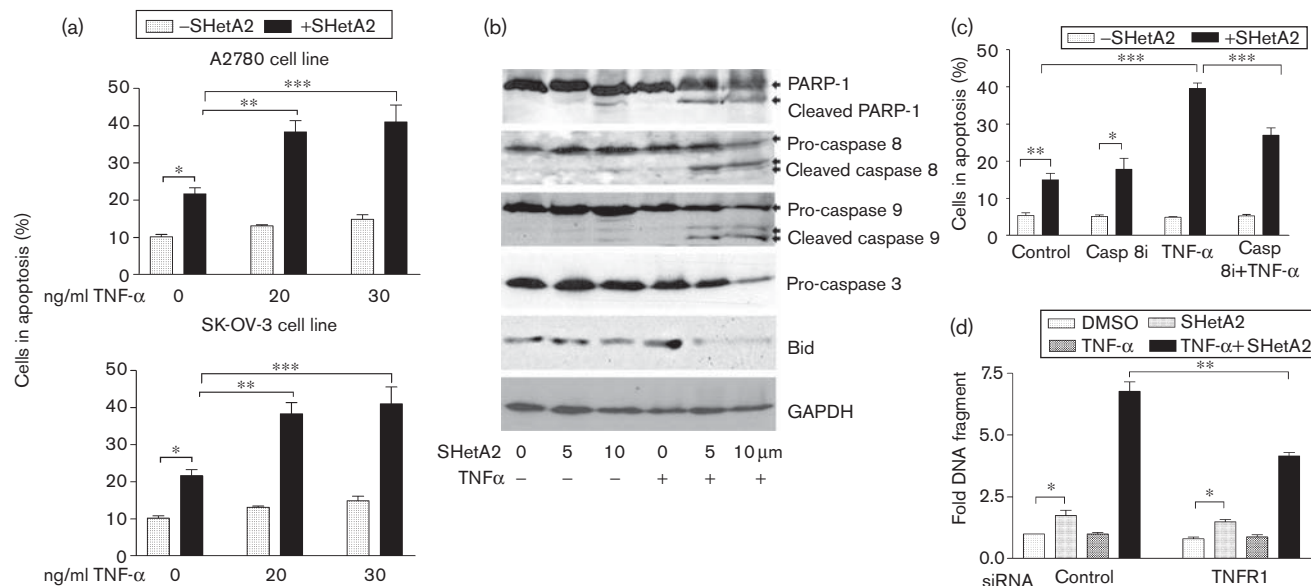 (a)
–SHetA2 +SHetA2
A2780 cell line
Cells in apoptosis (%)
50
40
30
20
10
0
*
**
***
ng/ml TNF-α 0 20 30
SK-OV-3 cell line
50
40
30
20
10
0
*
**
***
ng/ml TNF-α 0 20 30
(b)
PARP-1
Cleaved PARP-1
Pro-caspase 8
Cleaved caspase 8
Pro-caspase 9
Cleaved caspase 9
Pro-caspase 3
Bid
GAPDH
SHetA2 0 5 10 0 5 10 μm
TNFα – – – + + +
(c)
–SHetA2 +SHetA2
Cells in apoptosis (%)
50
40
30
20
10
0
**
*
***
***
Control Casp 8i TNF-α Casp
8i+TNF-α
(d)
DMSO SHetA2
TNF-α TNF-α+SHetA2
Fold DNA fragment
7.5
5.0
2.5
0.0
*
*
**
siRNA Control TNFR1